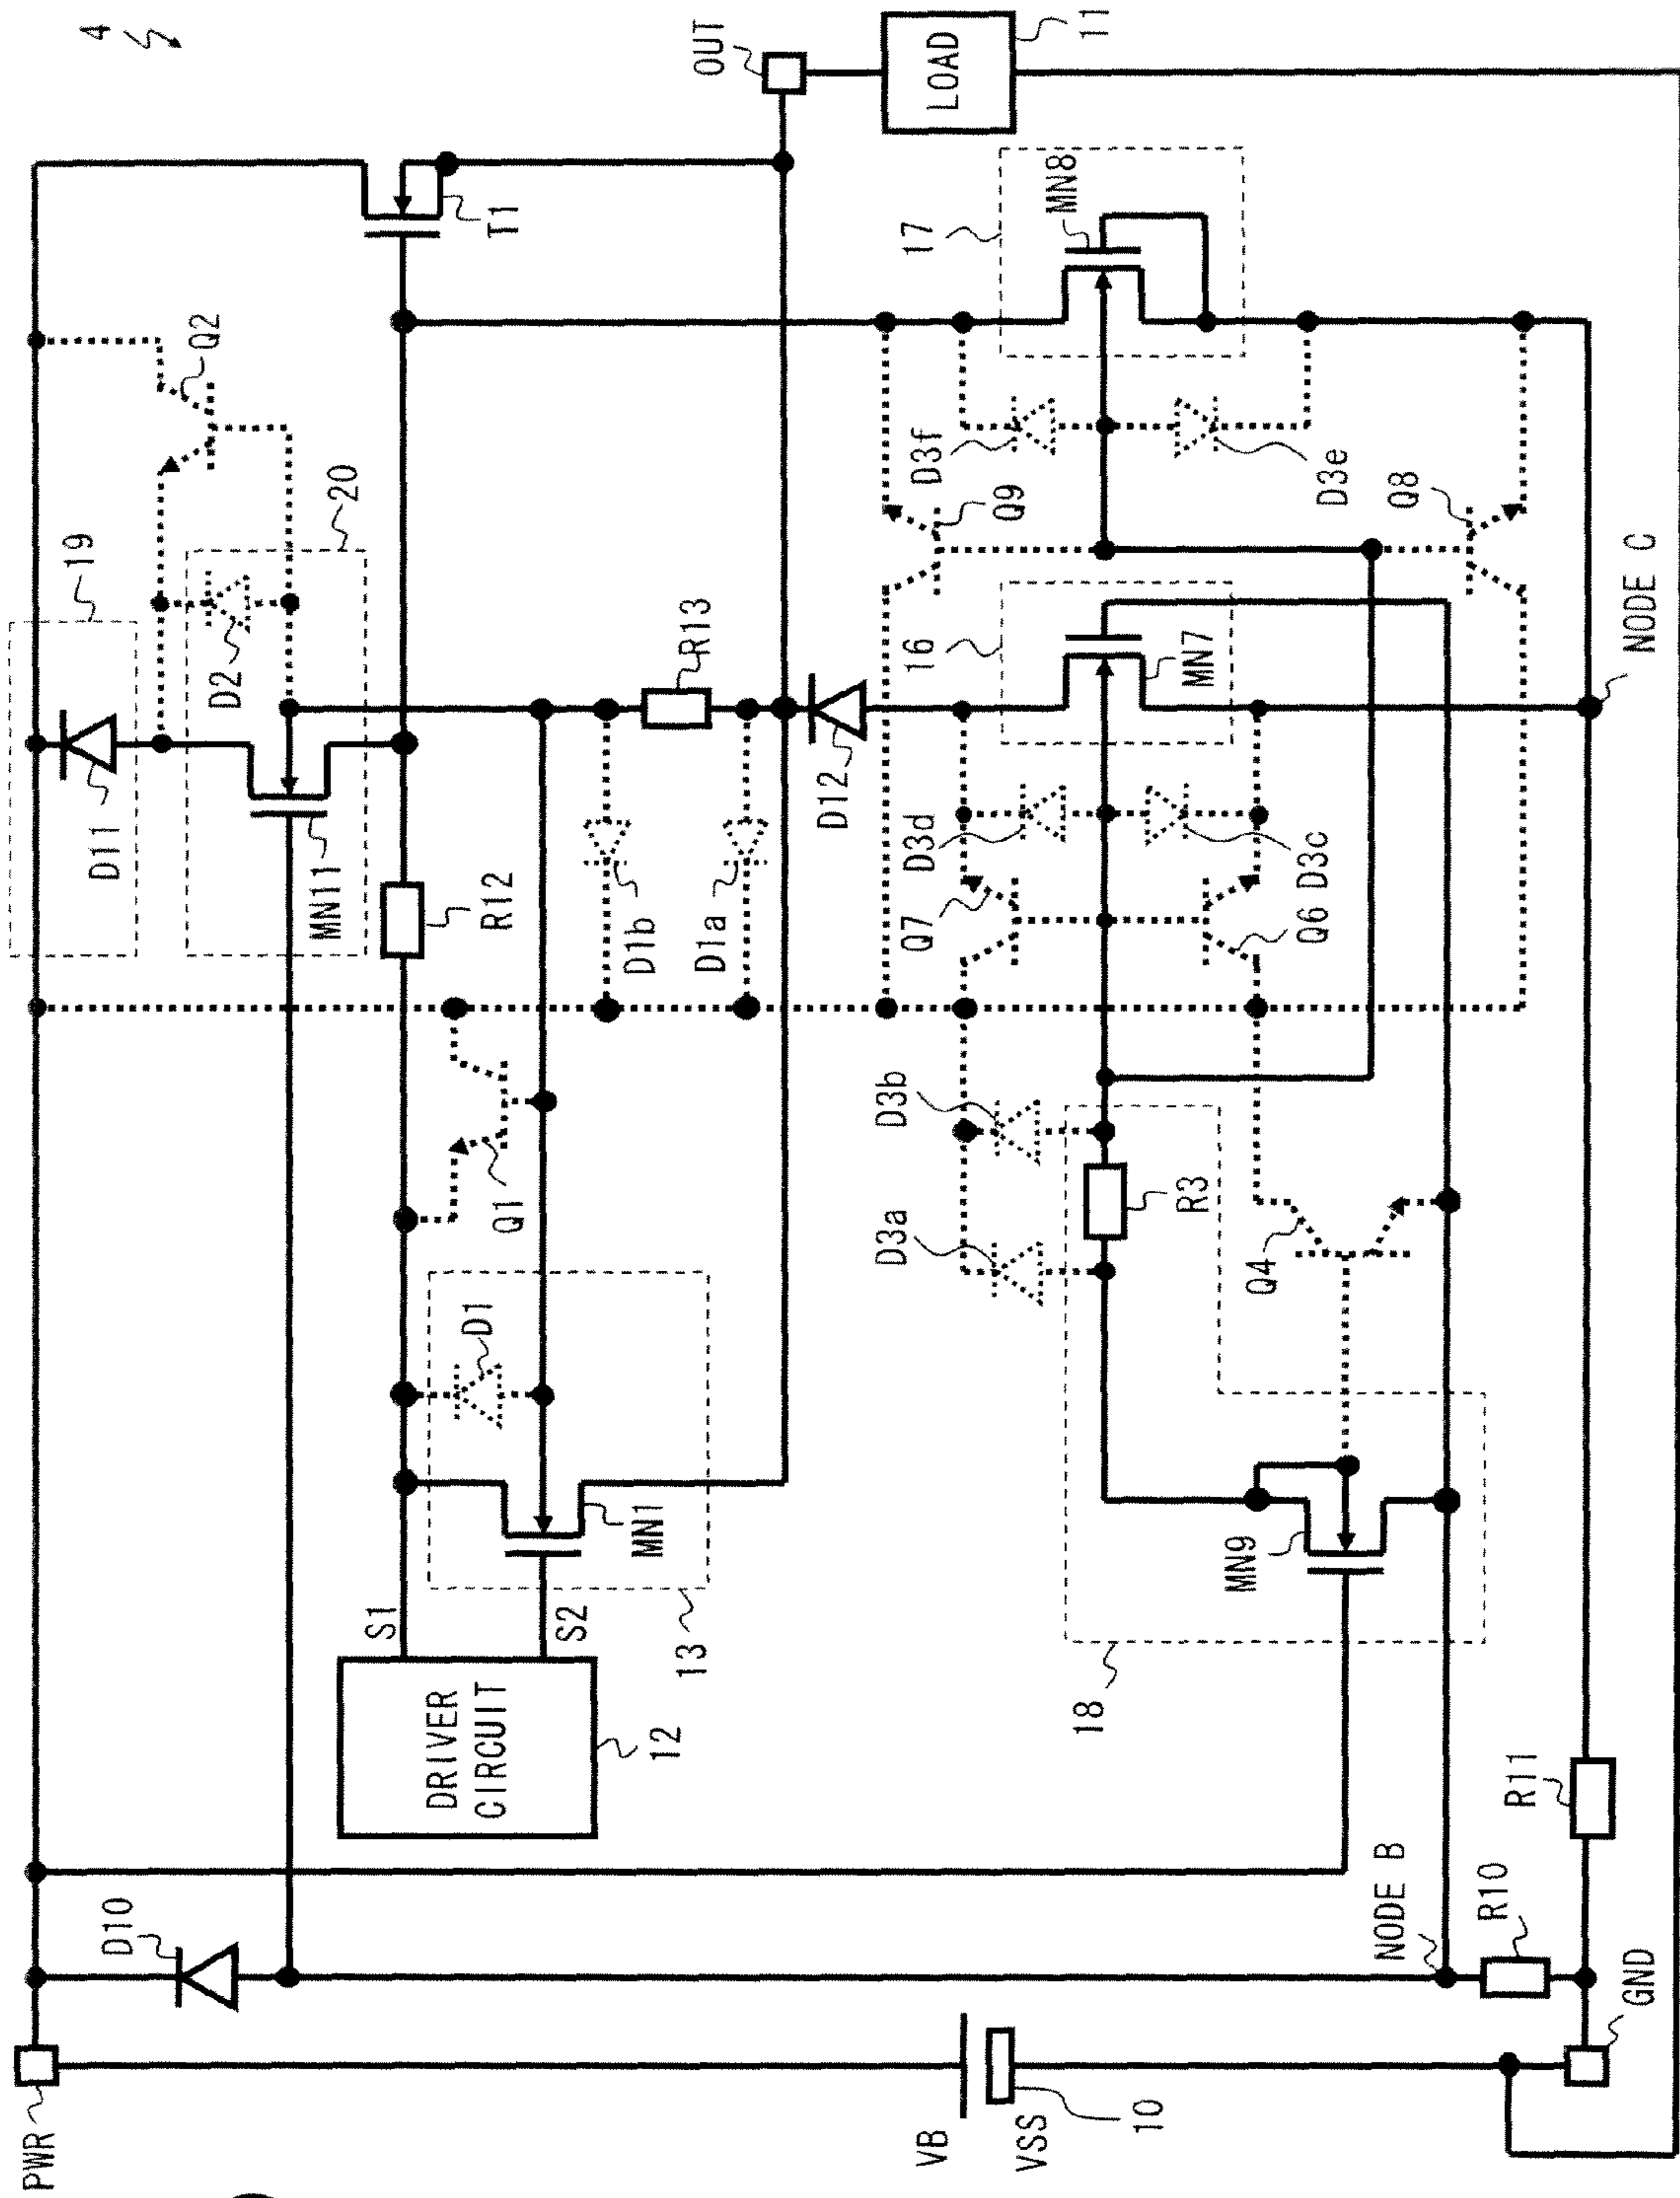 4
PWR
D10
VB
VSS
10
GND
NODE B
R10
R11
DRIVER
CIRCUIT
12
S1
S2
13
MN1
D1
Q1
R12
MN11
D11
19
D2
20
Q2
T1
OUT
LOAD
11
D1b
D1a
R13
D12
18
MN9
Q4
R3
D3a
D3b
Q7
D3d
Q6
D3c
16
MN7
Q9
D3f
D3e
Q8
17
MN8
NODE C